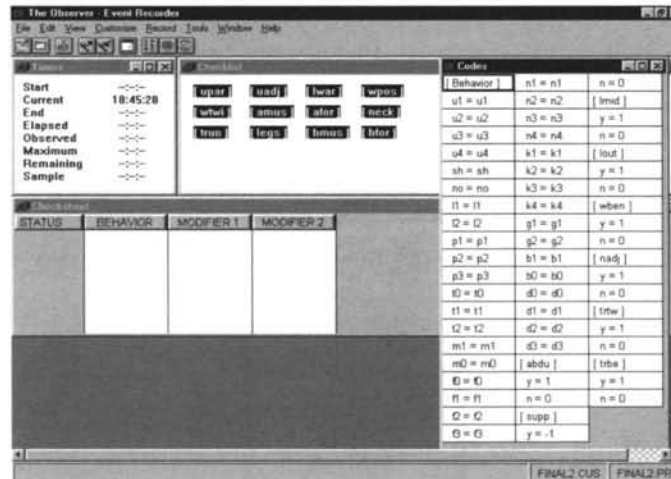 The Observer - Event Recorder
File Edit View Customize Record Tools Window Help
Timers
Start --:--:--
Current 18:45:28
End --:--:--
Elapsed --:--:--
Observed --:--:--
Maximum --:--:--
Remaining --:--:--
Sample --:--:--
Checklist
upar uadj lwar wpos
wtwi amus afor neck
trun legs bmus bfor
Checksheet
STATUS BEHAVIOR MODIFIER 1 MODIFIER 2
Codes
[ Behavior ] n1 = n1 n = 0
u1 = u1 n2 = n2 [ lmid ]
u2 = u2 n3 = n3 y = 1
u3 = u3 n4 = n4 n = 0
u4 = u4 k1 = k1 [ lout ]
sh = sh k2 = k2 y = 1
no = no k3 = k3 n = 0
l1 = l1 k4 = k4 [ wben ]
l2 = l2 g1 = g1 y = 1
p1 = p1 g2 = g2 n = 0
p2 = p2 b1 = b1 [ nadj ]
p3 = p3 b0 = b0 y = 1
t0 = t0 d0 = d0 n = 0
t1 = t1 d1 = d1 [ trtw ]
t2 = t2 d2 = d2 y = 1
m1 = m1 d3 = d3 n = 0
m0 = m0 [ abdu ] [ trbe ]
f0 = f0 y = 1 y = 1
f1 = f1 n = 0 n = 0
f2 = f2 [ supp ]
f3 = f3 y = -1
FINAL2.CUS FINAL2.PR